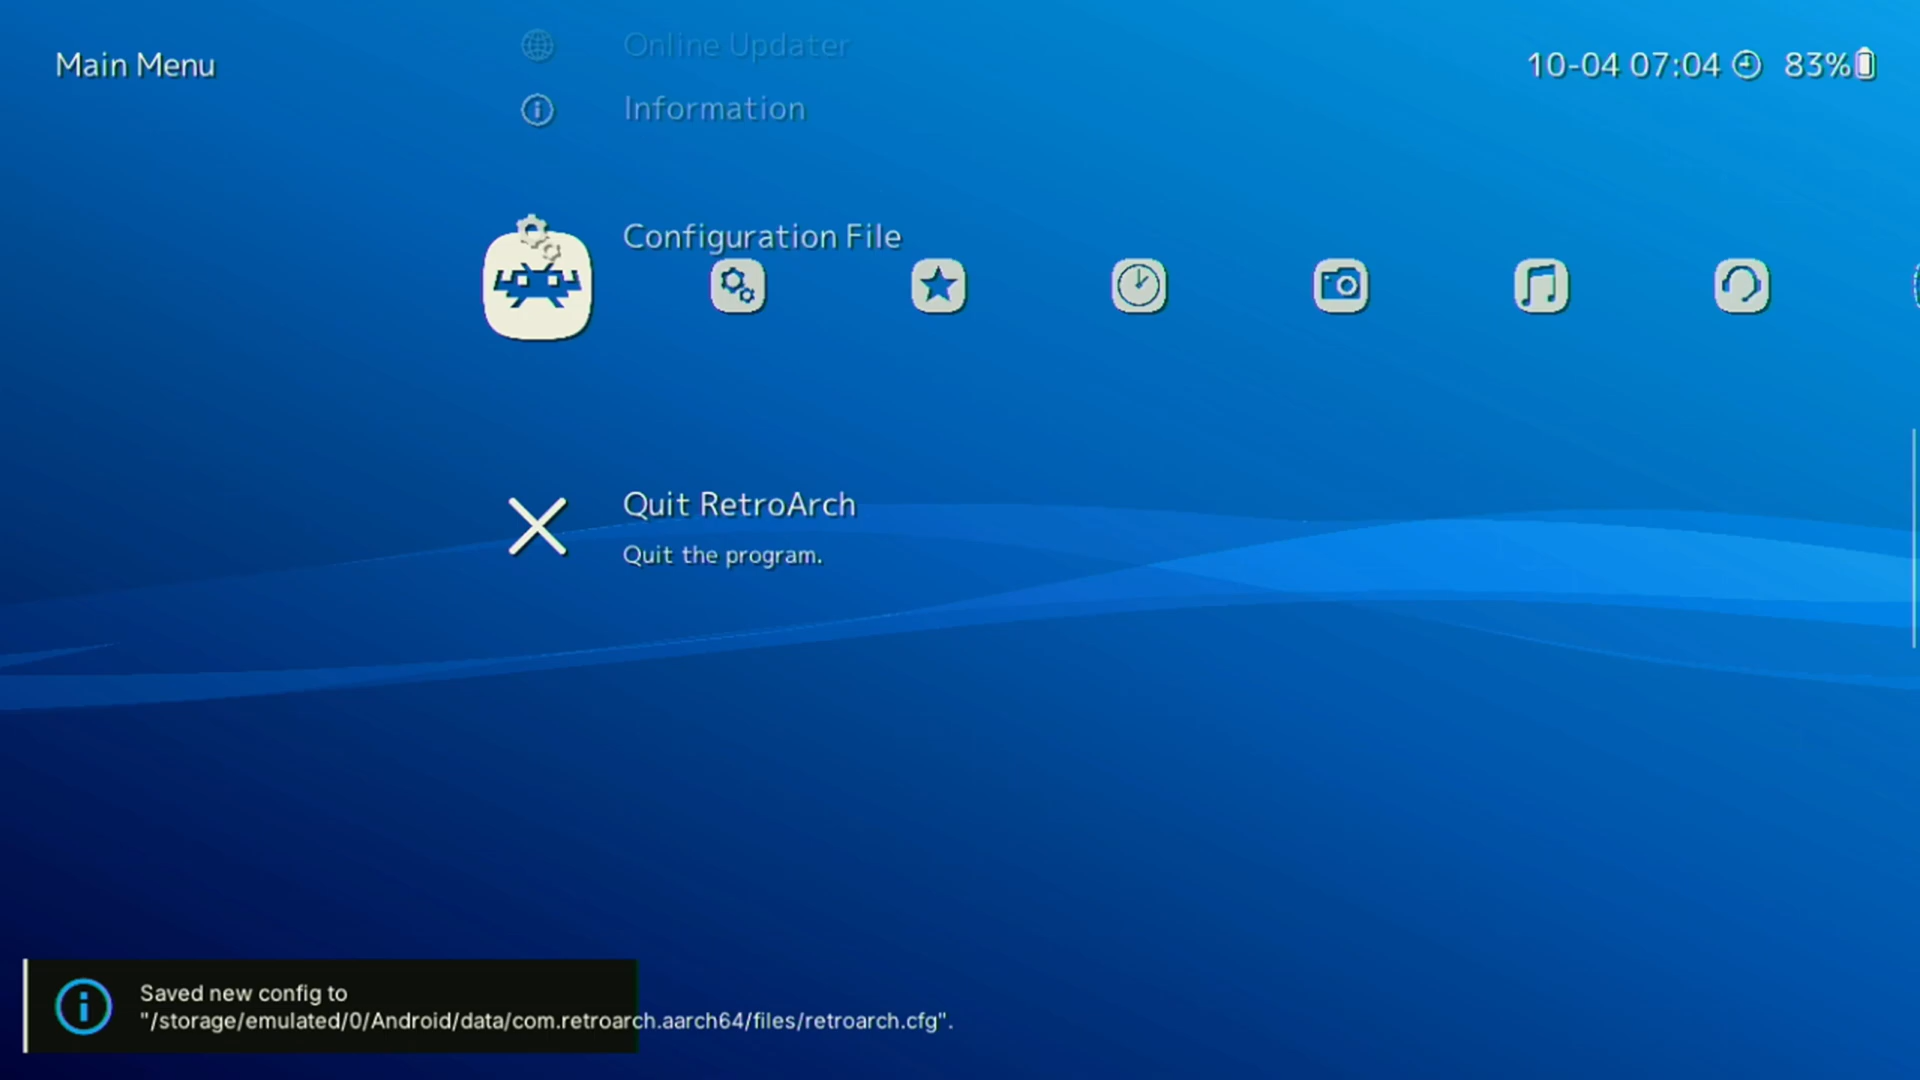 Main Menu
Online Updater
Information
10-04 07:04
83%
Configuration File
Quit RetroArch
Quit the program.
Saved new config to
"/storage/emulated/0/Android/data/com.retroarch.aarch64/files/retroarch.cfg".